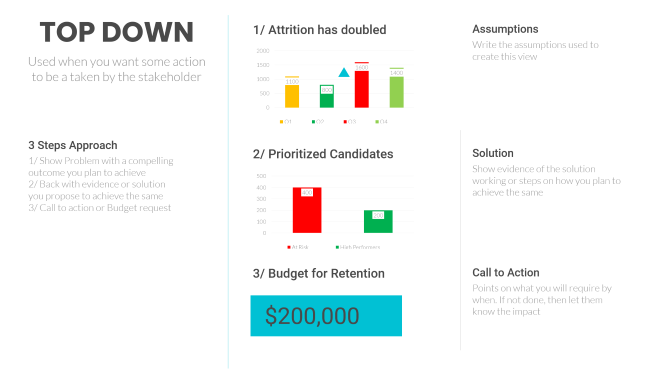 TOP DOWN
Used when you want some action
to be a taken by the stakeholder
3 Steps Approach
1/ Show Problem with a compelling
outcome you plan to achieve
2/ Back with evidence or solution
you propose to achieve the same
3/ Call to action or Budget request
1/ Attrition has doubled
2000
1500
1000
500
0
1100
800
1600
1400
Q1 Q2 Q3 Q4
2/ Prioritized Candidates
500
400
300
200
100
0
400
200
At Risk High Performers
3/ Budget for Retention
$200,000
Assumptions
Write the assumptions used to
create this view
Solution
Show evidence of the solution
working or steps on how you plan to
achieve the same
Call to Action
Points on what you will require by
when. If not done, then let them
know the impact